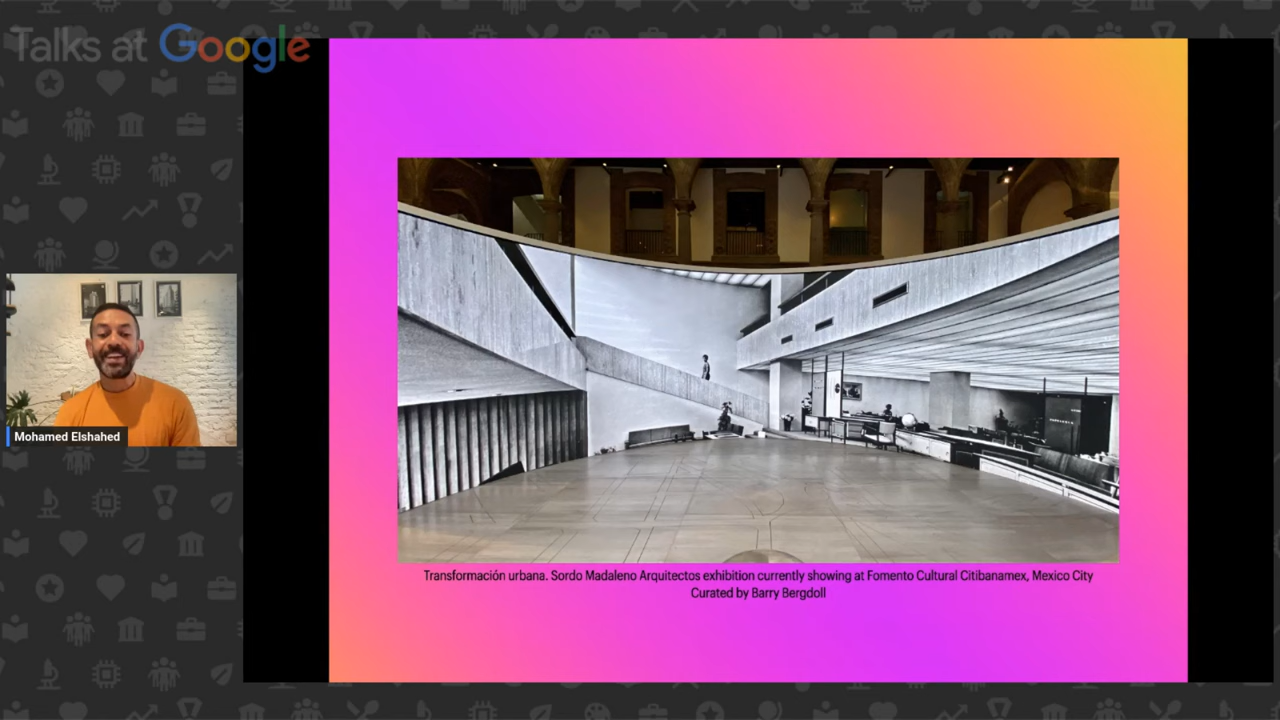 Talks at Google
Transformación urbana. Sordo Madaleno Arquitectos exhibition currently showing at Fomento Cultural Citibanamex, Mexico City
Curated by Barry Bergdoll
Mohamed Elshahed